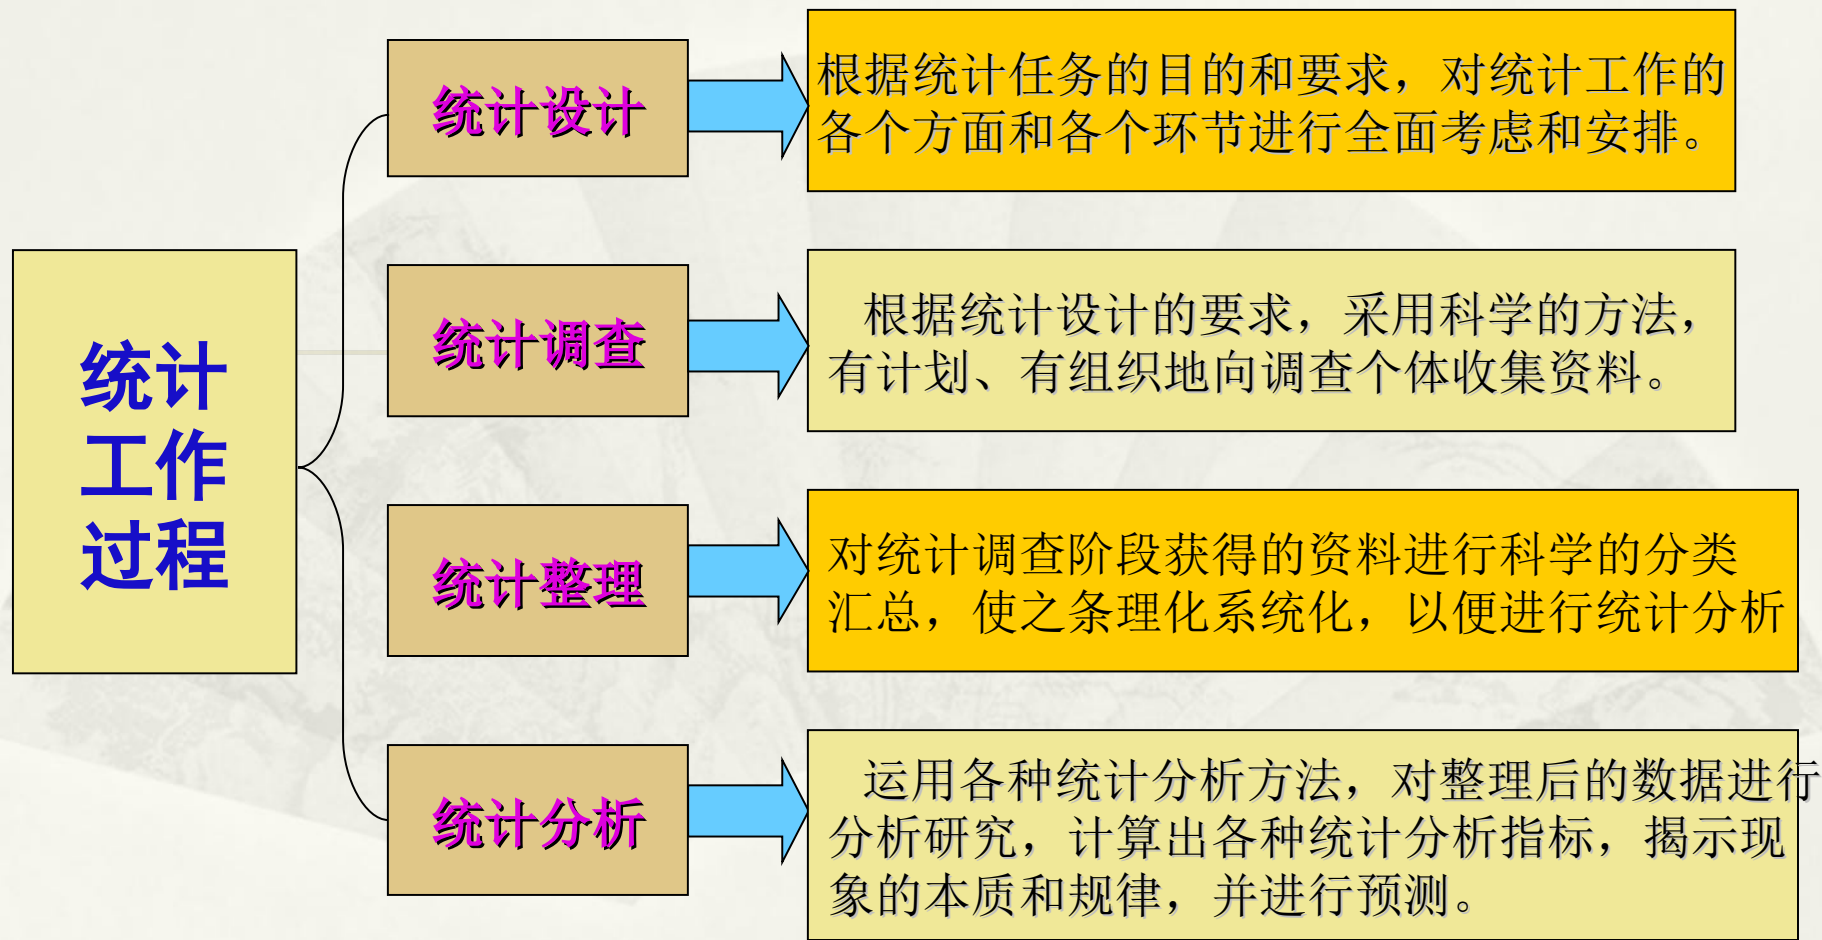 统计
工作
过程
统计设计
根据统计任务的目的和要求，对统计工作的
各个方面和各个环节进行全面考虑和安排。
统计调查
根据统计设计的要求，采用科学的方法，
有计划、有组织地向调查个体收集资料。
统计整理
对统计调查阶段获得的资料进行科学的分类
汇总，使之条理化系统化，以便进行统计分析
统计分析
运用各种统计分析方法，对整理后的数据进行
分析研究，计算出各种统计分析指标，揭示现
象的本质和规律，并进行预测。